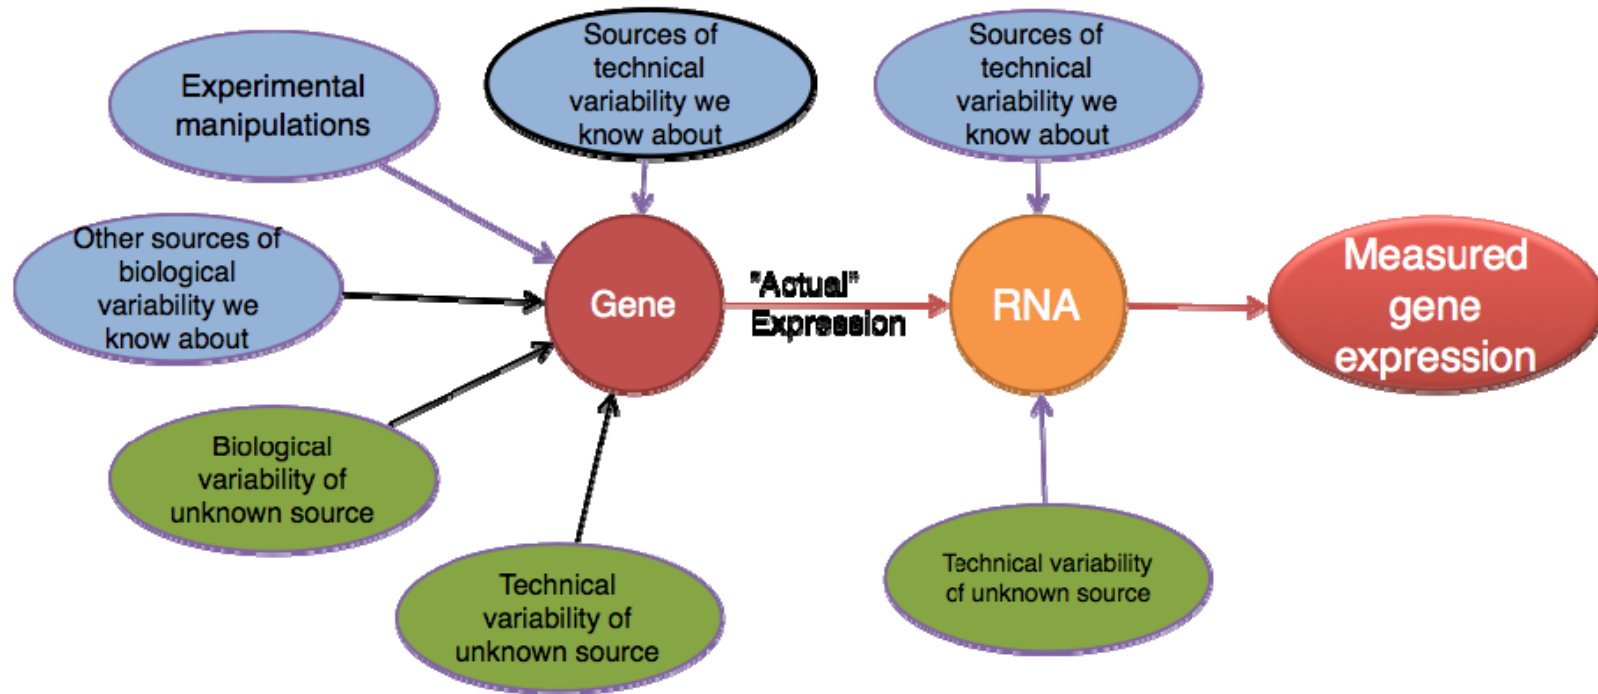 Experimental
manipulations
Sources of
technical
variability we
know about
Sources of
technical
variability we
know about
Other sources of
biological
variability we
know about
Gene
"Actual"
Expression
RNA
Measured
gene
expression
Biological
variability of
unknown source
Technical
variability of
unknown source
Technical variability
of unknown source